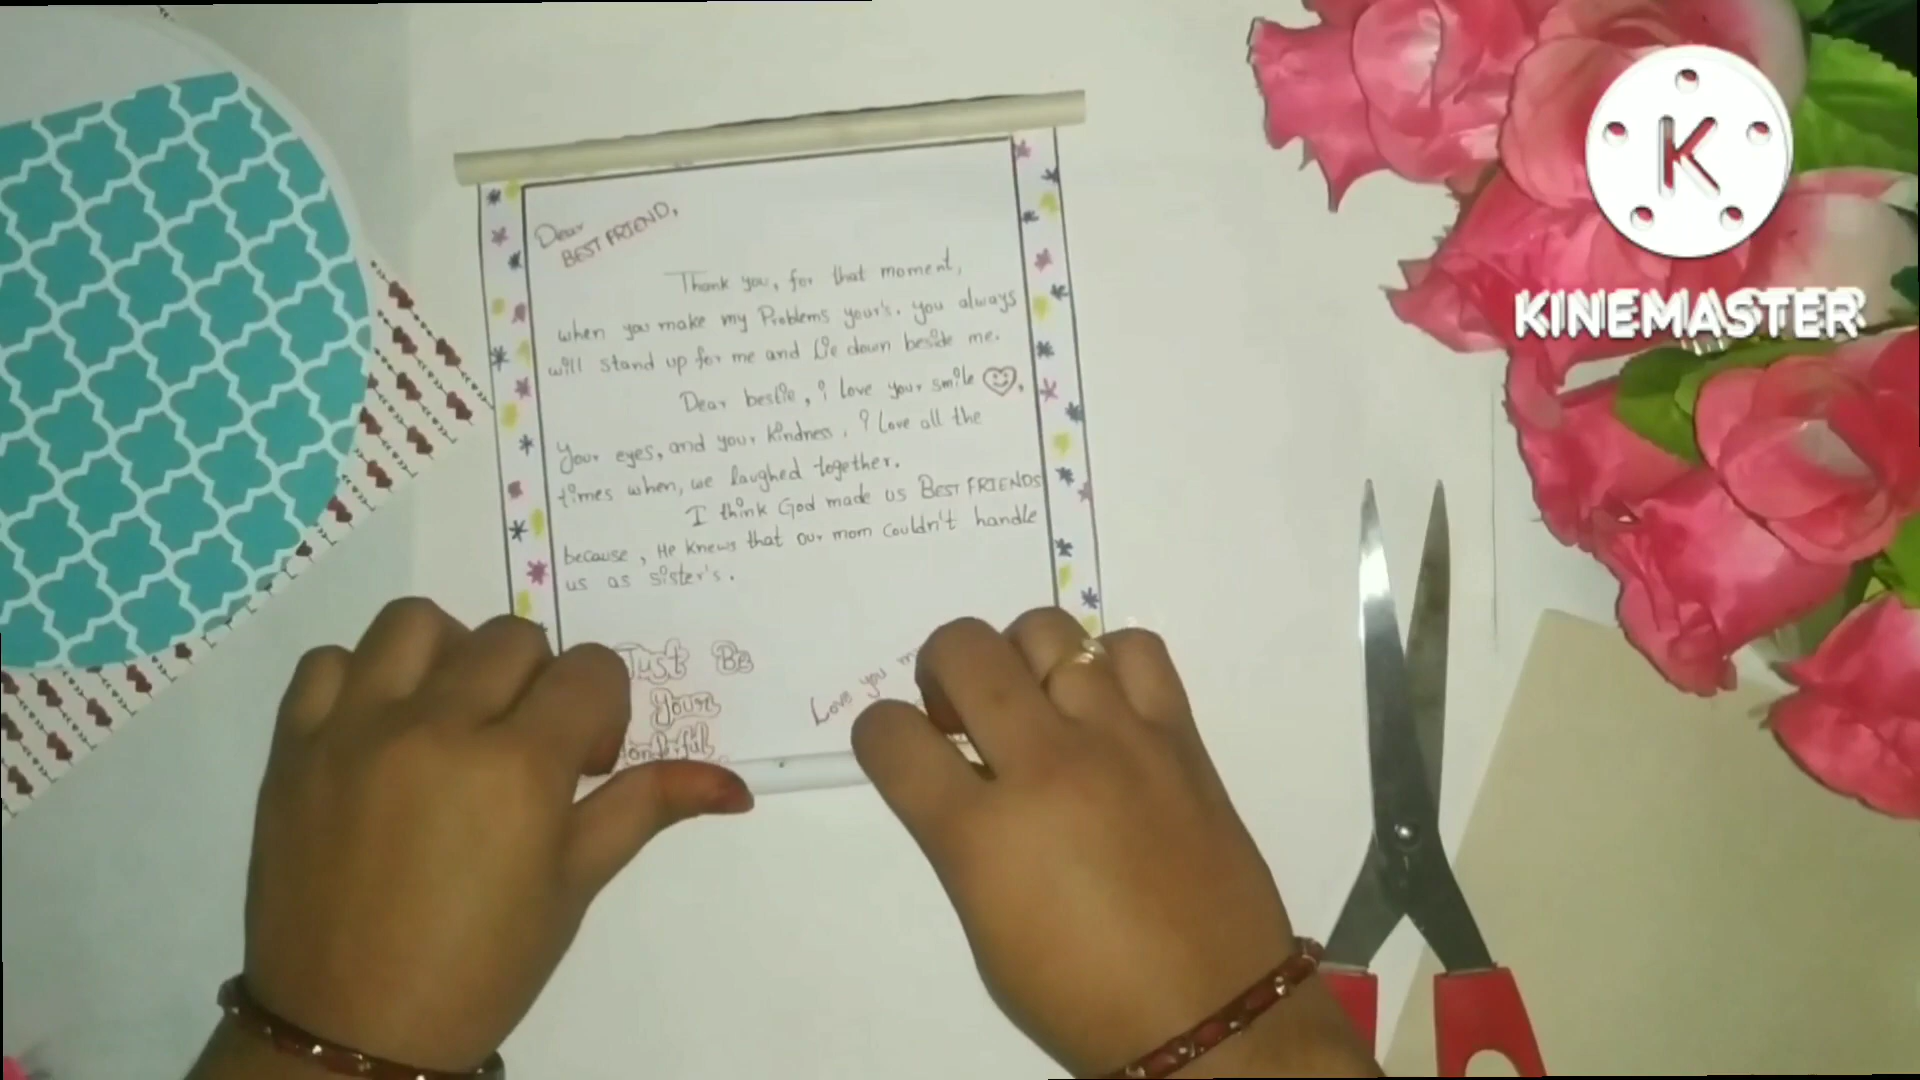 Dear
BEST FRIEND,
Thank you, for that moment,
when you make my Problems your's. you always
will stand up for me and lie down beside me.
Dear bestie, i love your smile
Your eyes, and your kindness, I Love all the
times when, we laughed together.
I think God made us BEST FRIENDS
because, He knews that our mom couldn't handle
us as sister's.
Just Be
Your
Love you
K
KINEMASTER